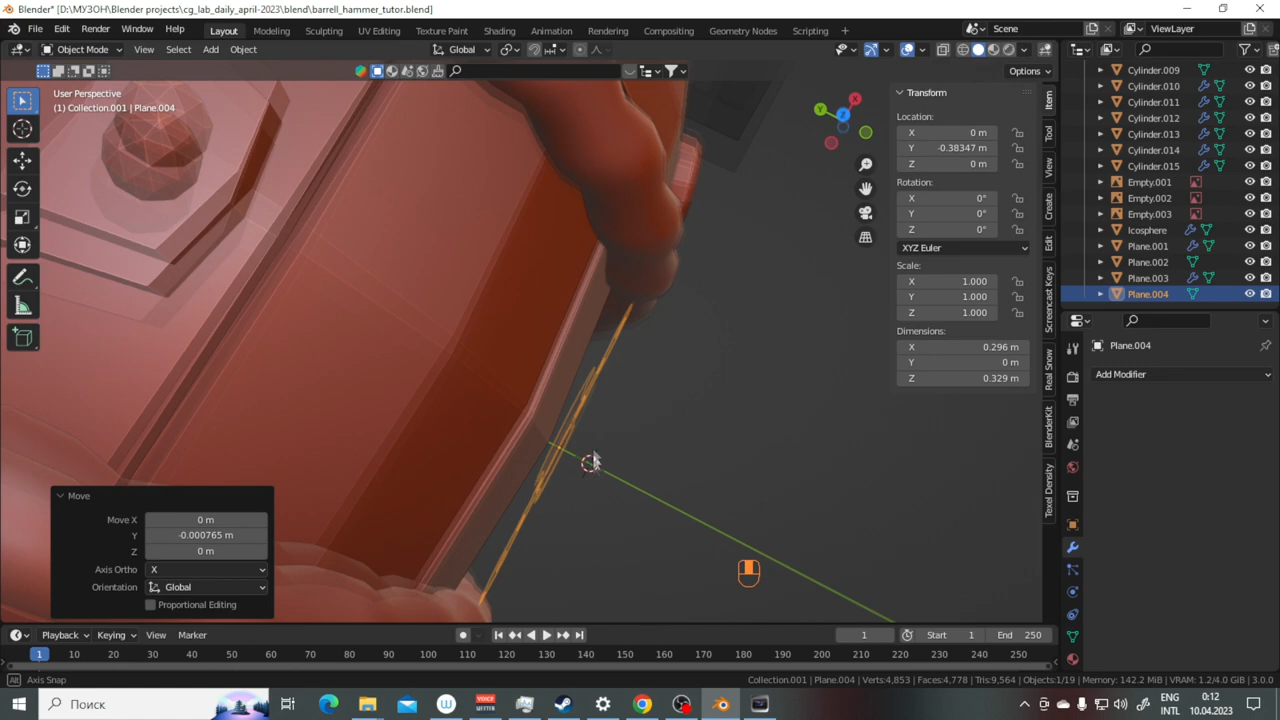 Blender* [D:\МУЗОН\Blender projects\cg_lab_daily_april-2023\blend\barrell_hammer_tutor.blend]
File Edit Render Window Help Layout Modeling Sculpting UV Editing Texture Paint Shading Animation Rendering Compositing Geometry Nodes Scripting Scene ViewLayer
Object Mode View Select Add Object Global
Options
User Perspective
(1) Collection.001 | Plane.004
Transform
Location:
X 0 m
Y -0.38347 m
Z 0 m
Rotation:
X 0°
Y 0°
Z 0°
XYZ Euler
Scale:
X 1.000
Y 1.000
Z 1.000
Dimensions:
X 0.296 m
Y 0 m
Z 0.329 m
Item
Tool
View
Create
Edit
Screencast Keys
Real Snow
BlenderKit
Texel Density
Cylinder.009
Cylinder.010
Cylinder.011
Cylinder.012
Cylinder.013
Cylinder.014
Cylinder.015
Empty.001
Empty.002
Empty.003
Icosphere
Plane.001
Plane.002
Plane.003
Plane.004
Plane.004
Add Modifier
Move
Move X 0 m
Y -0.000765 m
Z 0 m
Axis Ortho X
Orientation Global
Proportional Editing
Playback Keying View Marker 1 Start 1 End 250
1 10 20 30 40 50 60 70 80 90 100 110 120 130 140 150 160 170 180 190 200 210 220 230 240 250
Alt Axis Snap
Collection.001 | Plane.004 | Verts:4,853 | Faces:4,778 | Tris:9,564 | Objects:1/19 | Memory: 142.2 MiB | VRAM: 1.2/4.0 GiB | 3.0.0
Поиск
ENG
INTL
0:12
10.04.2023